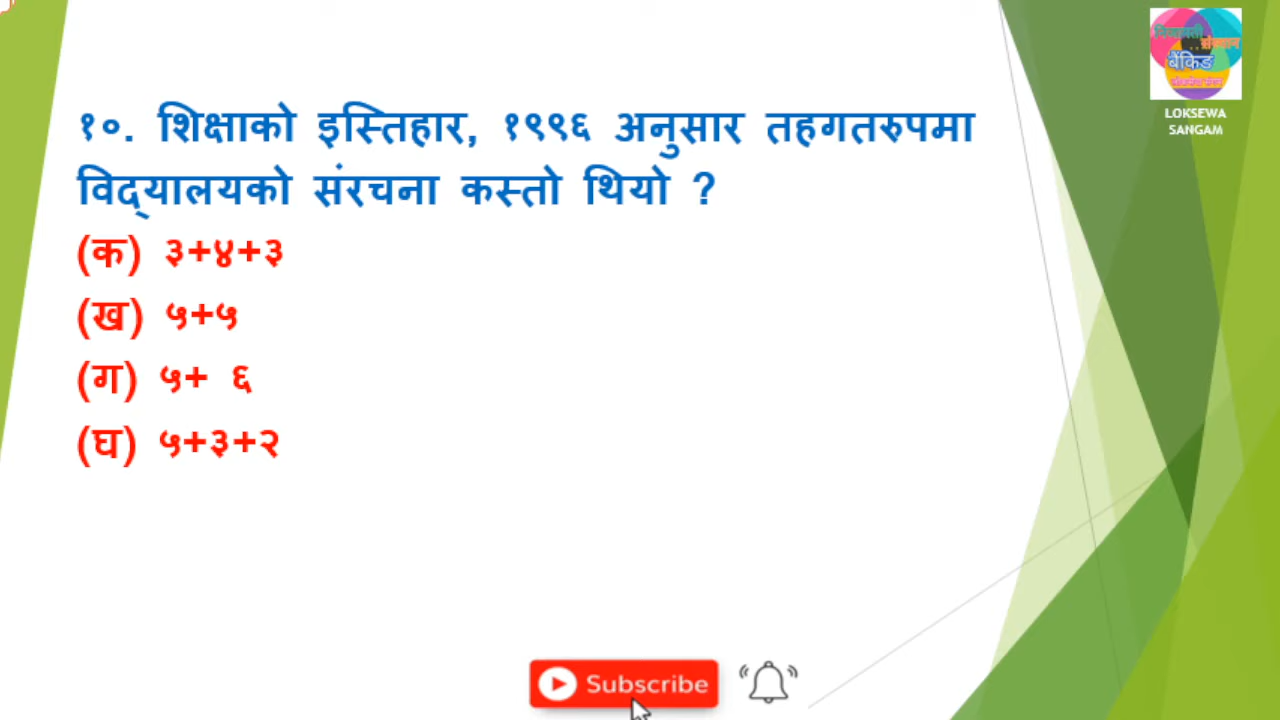 १०. शिक्षाको इस्तिहार, १९९६ अनुसार तहगतरुपमा
विद्‌यालयको संरचना कस्तो थियो ?
(क) ३+४+३
(ख) ५+५
(ग) ५+ ६
(घ) ५+३+२
बैंकिङ
LOKSEWA
SANGAM
Subscribe